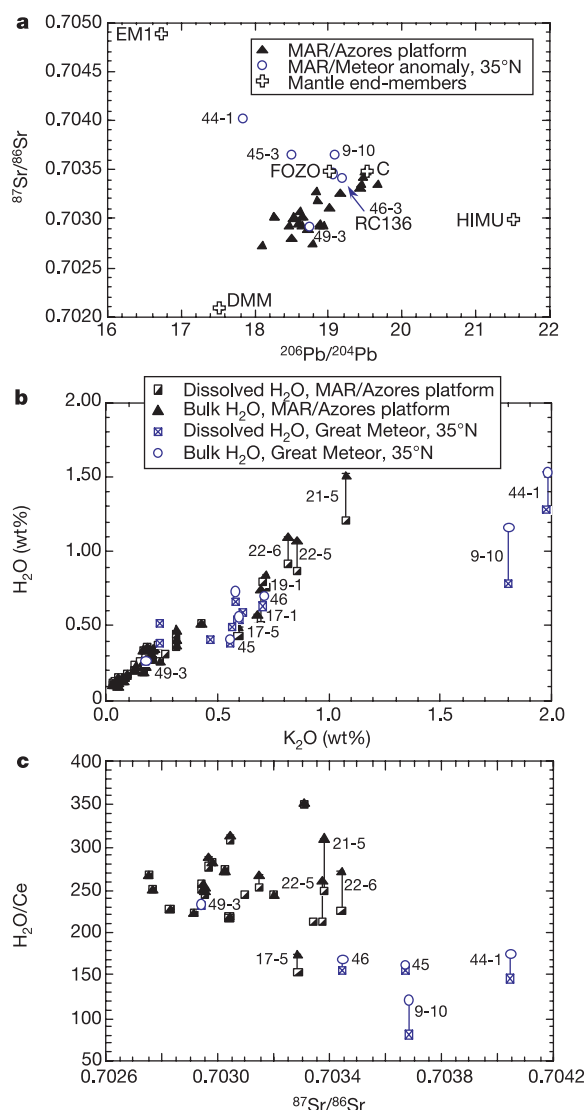 a
0.7050
0.7040
0.7030
0.7020
⁸⁷Sr/⁸⁶Sr
EM1
MAR/Azores platform
MAR/Meteor anomaly, 35°N
Mantle end-members
44-1
45-3
9-10
FOZO
C
46-3
RC136
HIMU
49-3
DMM
16 17 18 19 20 21 22
²⁰⁶Pb/²⁰⁴Pb
b
Dissolved H₂O, MAR/Azores platform
Bulk H₂O, MAR/Azores platform
Dissolved H₂O, Great Meteor, 35°N
Bulk H₂O, Great Meteor, 35°N
2.00
1.50
1.00
0.50
0
H₂O (wt%)
21-5
44-1
22-6
22-5
9-10
19-1
46
17-1
17-5
45
49-3
0.0 0.5 1.0 1.5 2.0
K₂O (wt%)
c
400
350
300
250
200
150
100
50
H₂O/Ce
21-5
22-5
22-6
49-3
17-5
46
45
44-1
9-10
0.7026 0.7030 0.7034 0.7038 0.7042
⁸⁷Sr/⁸⁶Sr